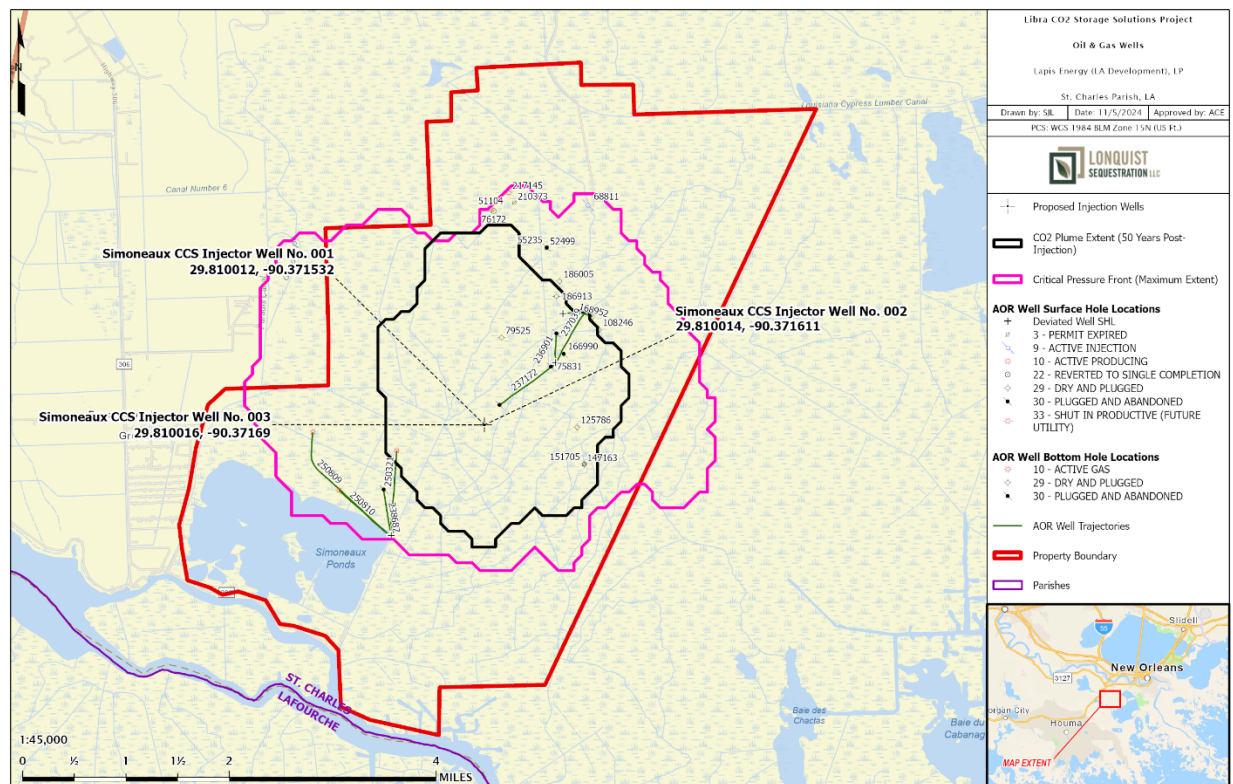 Libra CO2 Storage Solutions Project
Oil & Gas Wells
Lapis Energy (LA Development), LP
St. Charles Parish, LA
Drawn by: SJL
Date: 11/5/2024
Approved by: ACE
PCS: WGS 1984 BLM Zone 15N (US Ft.)
LONQUIST
SEQUESTRATION LLC
Proposed Injection Wells
CO2 Plume Extent (50 Years Post-
Injection)
Critical Pressure Front (Maximum Extent)
AOR Well Surface Hole Locations
Deviated Well SHL
3 - PERMIT EXPIRED
9 - ACTIVE INJECTION
10 - ACTIVE PRODUCING
22 - REVERTED TO SINGLE COMPLETION
29 - DRY AND PLUGGED
30 - PLUGGED AND ABANDONED
33 - SHUT IN PRODUCTIVE (FUTURE
UTILITY)
AOR Well Bottom Hole Locations
10 - ACTIVE GAS
29 - DRY AND PLUGGED
30 - PLUGGED AND ABANDONED
AOR Well Trajectories
Property Boundary
Parishes
N
Louisiana Cypress Lumber Canal
Canal Number 6
217145
210373
51104
76172
68811
55235
52499
186005
186913
168952
108246
79525
236901
166990
75831
237172
125786
151705
147163
250321
250809
250810
238687
Simoneaux CCS Injector Well No. 001
29.810012, -90.371532
Simoneaux CCS Injector Well No. 002
29.810014, -90.371611
Simoneaux CCS Injector Well No. 003
29.810016, -90.37169
306
Simoneaux
Ponds
ST. CHARLES
LAFOURCHE
Baie des
Chactas
Baie du
Cabanag
1:45,000
0 ½ 1 1½ 2 4
MILES
Slidell
55
New Orleans
3127
organ City
Houma
MAP EXTENT